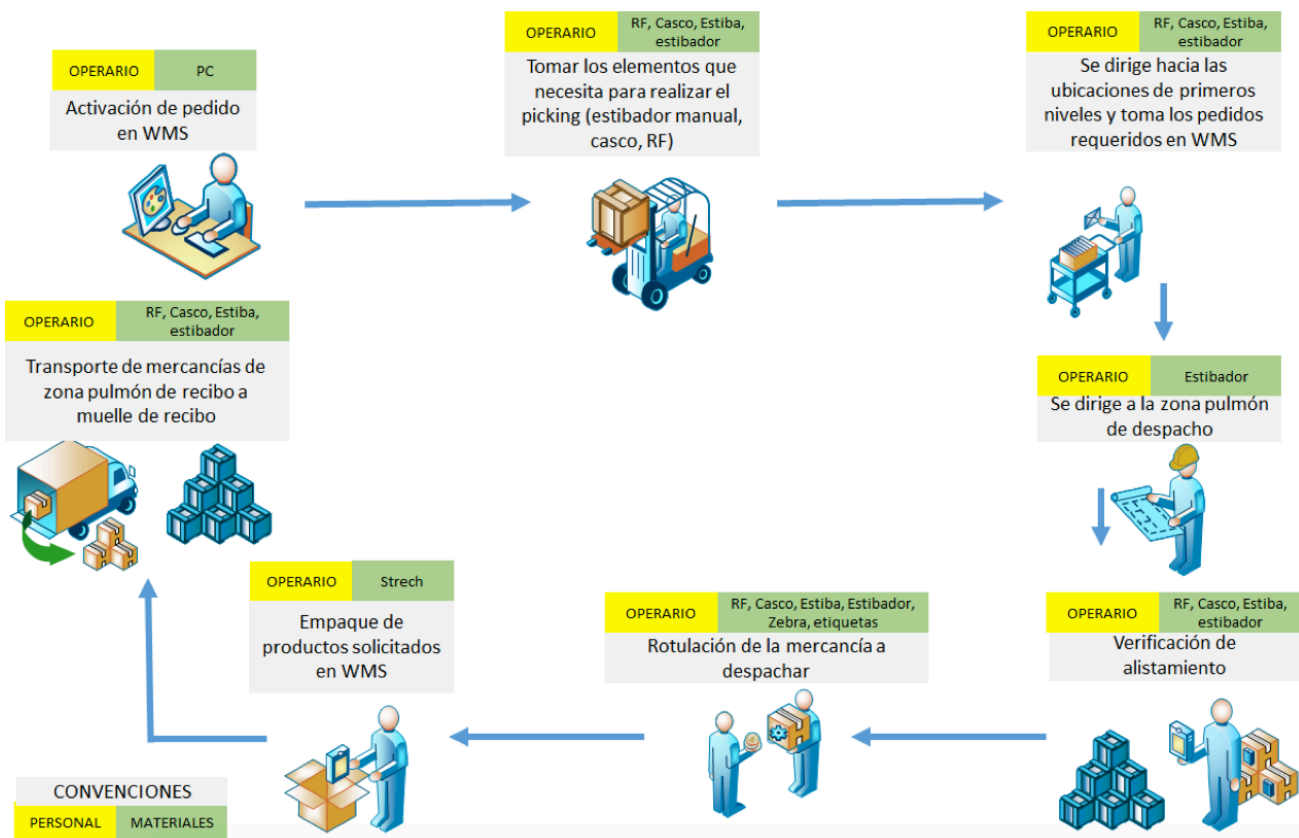 OPERARIO
PC
Activación de pedido
en WMS
OPERARIO
RF, Casco, Estiba,
estibador
Tomar los elementos que
necesita para realizar el
picking (estibador manual,
casco, RF)
OPERARIO
RF, Casco, Estiba,
estibador
Se dirige hacia las
ubicaciones de primeros
niveles y toma los pedidos
requeridos en WMS
OPERARIO
Estibador
Se dirige a la zona pulmón
de despacho
OPERARIO
RF, Casco, Estiba,
estibador
Verificación de
alistamiento
OPERARIO
RF, Casco, Estiba, Estibador,
Zebra, etiquetas
Rotulación de la mercancía a
despachar
OPERARIO
Strech
Empaque de
productos solicitados
en WMS
OPERARIO
RF, Casco, Estiba,
estibador
Transporte de mercancías de
zona pulmón de recibo a
muelle de recibo
CONVENCIONES
PERSONAL
MATERIALES